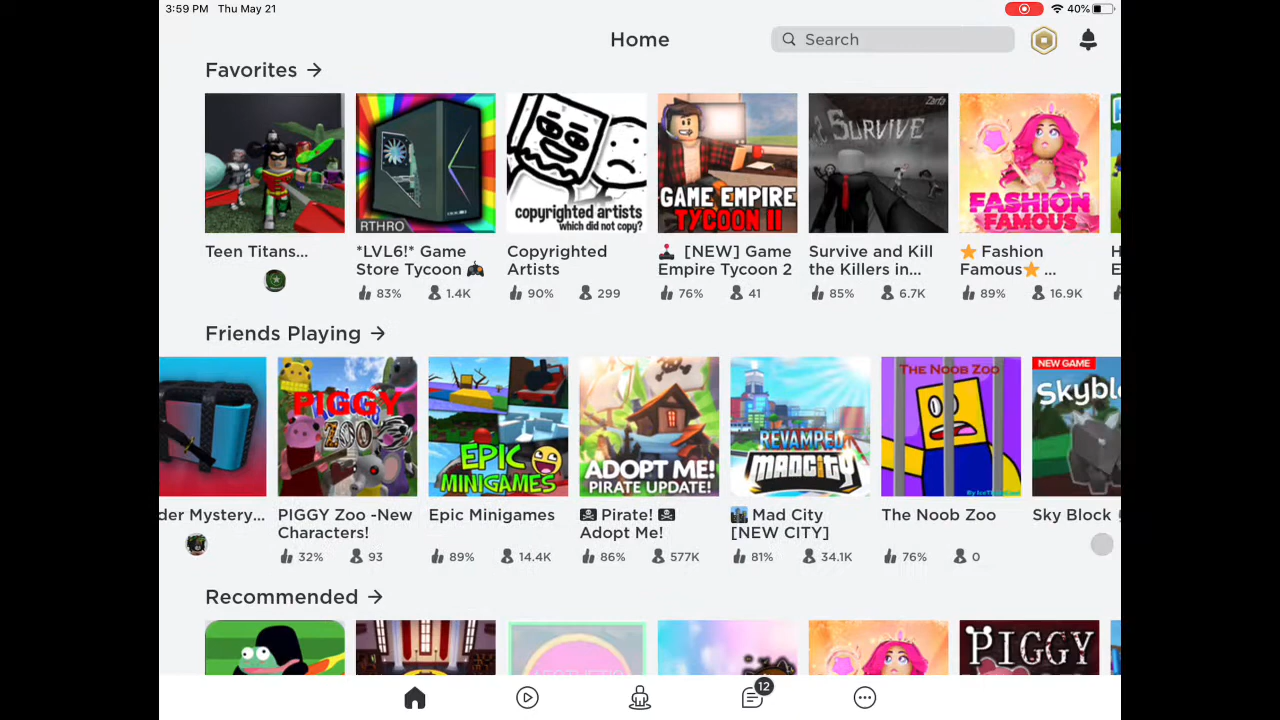 3:59 PM Thu May 21
40%
Home
Search
Favorites →
RTHRO
copyrighted artists
which did not copy?
GAME EMPIRE
TYCOON II
Zarfa
SURVIVE
FASHION
FAMOUS
Teen Titans...
*LVL6!* Game
Store Tycoon 🎮
83% 1.4K
Copyrighted
Artists
90% 299
🕹️ [NEW] Game
Empire Tycoon 2
76% 41
Survive and Kill
the Killers in...
85% 6.7K
⭐ Fashion
Famous⭐ ...
89% 16.9K
Friends Playing →
PIGGY
ZOO
EPIC
MINIGAMES
ADOPT ME!
PIRATE UPDATE!
REVAMPED
MADCITY
THE NOOB ZOO
NEW GAME
Skybl
der Mystery...
PIGGY Zoo -New
Characters!
32% 93
Epic Minigames
89% 14.4K
🏴‍☠️ Pirate! 🏴‍☠️
Adopt Me!
86% 577K
🏙️ Mad City
[NEW CITY]
81% 34.1K
The Noob Zoo
76% 0
Sky Block
Recommended →
PIGGY
12